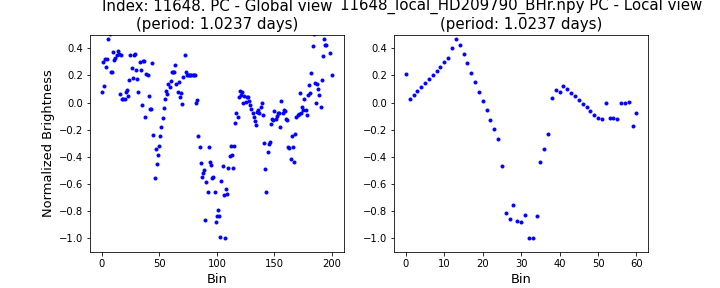 Index: 11648. PC - Global view
(period: 1.0237 days)
11648_local_HD209790_BHr.npy PC - Local view
(period: 1.0237 days)
Normalized Brightness
0.4
0.2
0.0
−0.2
−0.4
−0.6
−0.8
−1.0
0 50 100 150 200
Bin
0.4
0.2
0.0
−0.2
−0.4
−0.6
−0.8
−1.0
0 20 40 60
Bin